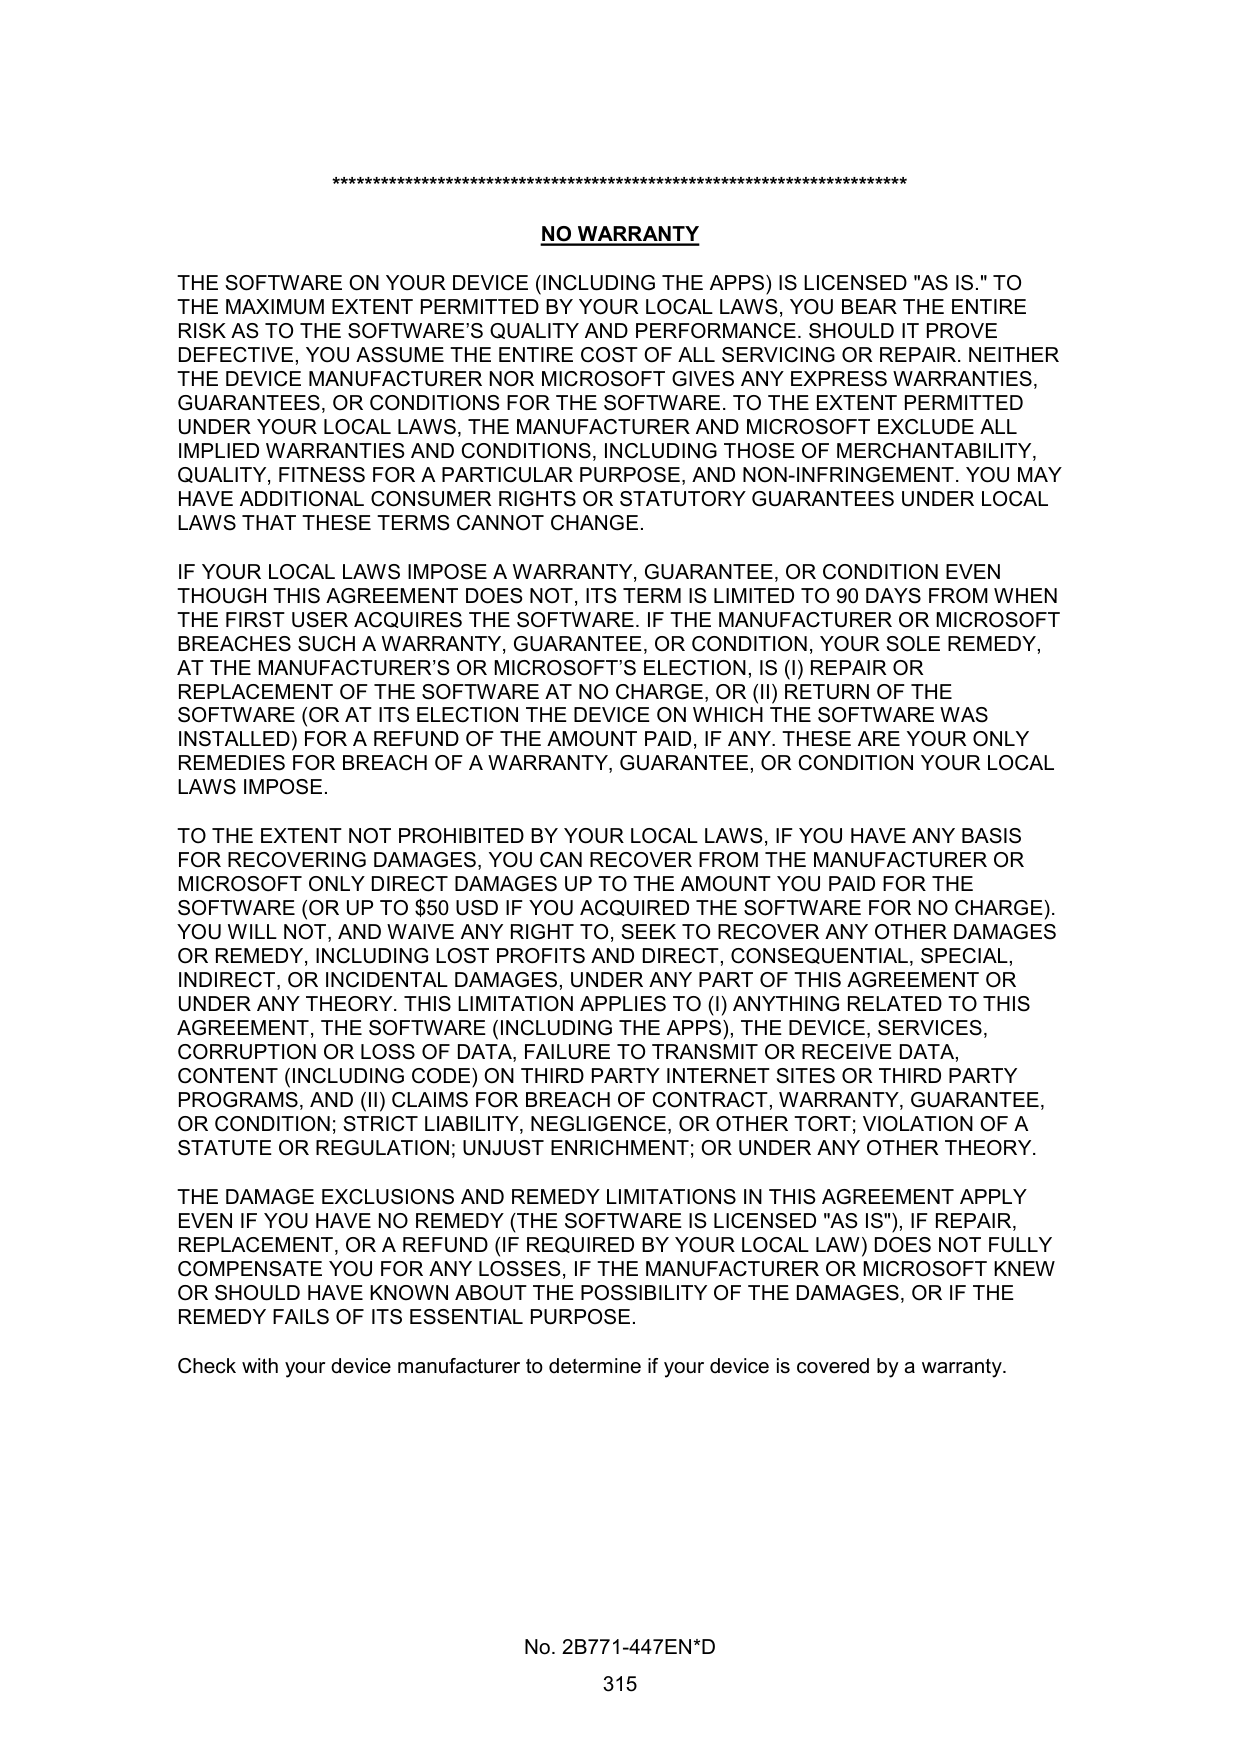 ***********************************************************************
NO WARRANTY
THE SOFTWARE ON YOUR DEVICE (INCLUDING THE APPS) IS LICENSED "AS IS." TO
THE MAXIMUM EXTENT PERMITTED BY YOUR LOCAL LAWS, YOU BEAR THE ENTIRE
RISK AS TO THE SOFTWARE’S QUALITY AND PERFORMANCE. SHOULD IT PROVE
DEFECTIVE, YOU ASSUME THE ENTIRE COST OF ALL SERVICING OR REPAIR. NEITHER
THE DEVICE MANUFACTURER NOR MICROSOFT GIVES ANY EXPRESS WARRANTIES,
GUARANTEES, OR CONDITIONS FOR THE SOFTWARE. TO THE EXTENT PERMITTED
UNDER YOUR LOCAL LAWS, THE MANUFACTURER AND MICROSOFT EXCLUDE ALL
IMPLIED WARRANTIES AND CONDITIONS, INCLUDING THOSE OF MERCHANTABILITY,
QUALITY, FITNESS FOR A PARTICULAR PURPOSE, AND NON-INFRINGEMENT. YOU MAY
HAVE ADDITIONAL CONSUMER RIGHTS OR STATUTORY GUARANTEES UNDER LOCAL
LAWS THAT THESE TERMS CANNOT CHANGE.
IF YOUR LOCAL LAWS IMPOSE A WARRANTY, GUARANTEE, OR CONDITION EVEN
THOUGH THIS AGREEMENT DOES NOT, ITS TERM IS LIMITED TO 90 DAYS FROM WHEN
THE FIRST USER ACQUIRES THE SOFTWARE. IF THE MANUFACTURER OR MICROSOFT
BREACHES SUCH A WARRANTY, GUARANTEE, OR CONDITION, YOUR SOLE REMEDY,
AT THE MANUFACTURER’S OR MICROSOFT’S ELECTION, IS (I) REPAIR OR
REPLACEMENT OF THE SOFTWARE AT NO CHARGE, OR (II) RETURN OF THE
SOFTWARE (OR AT ITS ELECTION THE DEVICE ON WHICH THE SOFTWARE WAS
INSTALLED) FOR A REFUND OF THE AMOUNT PAID, IF ANY. THESE ARE YOUR ONLY
REMEDIES FOR BREACH OF A WARRANTY, GUARANTEE, OR CONDITION YOUR LOCAL
LAWS IMPOSE.
TO THE EXTENT NOT PROHIBITED BY YOUR LOCAL LAWS, IF YOU HAVE ANY BASIS
FOR RECOVERING DAMAGES, YOU CAN RECOVER FROM THE MANUFACTURER OR
MICROSOFT ONLY DIRECT DAMAGES UP TO THE AMOUNT YOU PAID FOR THE
SOFTWARE (OR UP TO $50 USD IF YOU ACQUIRED THE SOFTWARE FOR NO CHARGE).
YOU WILL NOT, AND WAIVE ANY RIGHT TO, SEEK TO RECOVER ANY OTHER DAMAGES
OR REMEDY, INCLUDING LOST PROFITS AND DIRECT, CONSEQUENTIAL, SPECIAL,
INDIRECT, OR INCIDENTAL DAMAGES, UNDER ANY PART OF THIS AGREEMENT OR
UNDER ANY THEORY. THIS LIMITATION APPLIES TO (I) ANYTHING RELATED TO THIS
AGREEMENT, THE SOFTWARE (INCLUDING THE APPS), THE DEVICE, SERVICES,
CORRUPTION OR LOSS OF DATA, FAILURE TO TRANSMIT OR RECEIVE DATA,
CONTENT (INCLUDING CODE) ON THIRD PARTY INTERNET SITES OR THIRD PARTY
PROGRAMS, AND (II) CLAIMS FOR BREACH OF CONTRACT, WARRANTY, GUARANTEE,
OR CONDITION; STRICT LIABILITY, NEGLIGENCE, OR OTHER TORT; VIOLATION OF A
STATUTE OR REGULATION; UNJUST ENRICHMENT; OR UNDER ANY OTHER THEORY.
THE DAMAGE EXCLUSIONS AND REMEDY LIMITATIONS IN THIS AGREEMENT APPLY
EVEN IF YOU HAVE NO REMEDY (THE SOFTWARE IS LICENSED "AS IS"), IF REPAIR,
REPLACEMENT, OR A REFUND (IF REQUIRED BY YOUR LOCAL LAW) DOES NOT FULLY
COMPENSATE YOU FOR ANY LOSSES, IF THE MANUFACTURER OR MICROSOFT KNEW
OR SHOULD HAVE KNOWN ABOUT THE POSSIBILITY OF THE DAMAGES, OR IF THE
REMEDY FAILS OF ITS ESSENTIAL PURPOSE.
Check with your device manufacturer to determine if your device is covered by a warranty.
No. 2B771-447EN*D
315